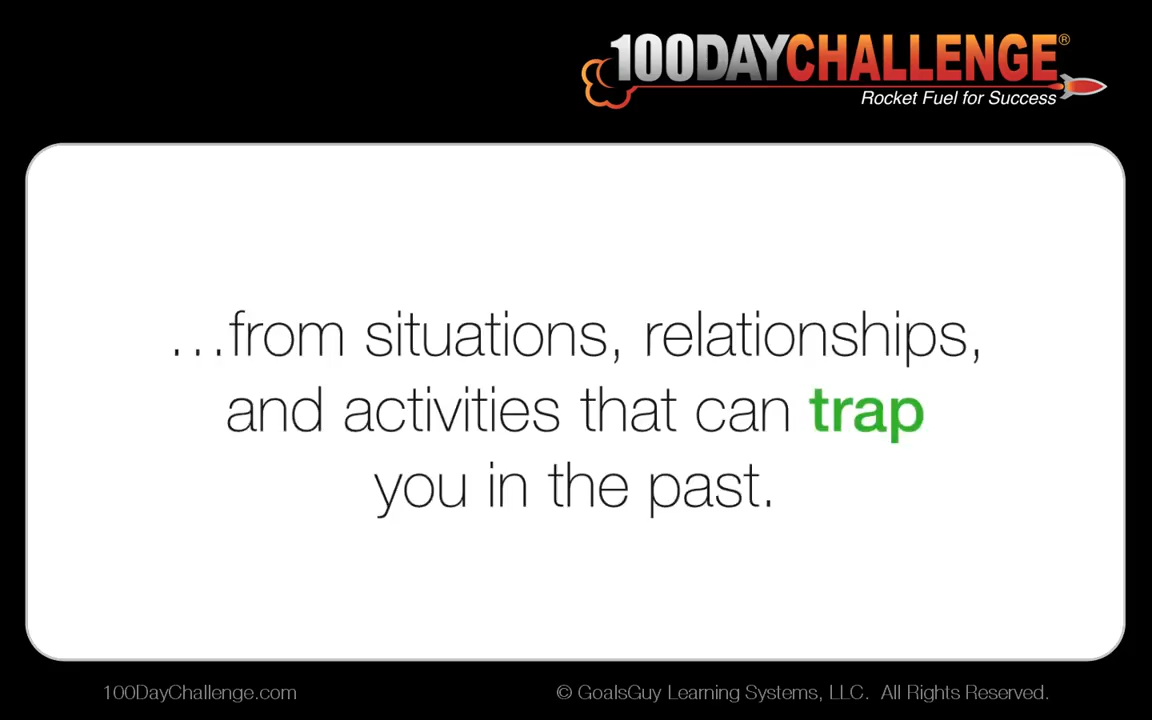 100DAYCHALLENGE®
Rocket Fuel for Success
...from situations, relationships,
and activities that can trap
you in the past.
100DayChallenge.com
© GoalsGuy Learning Systems, LLC. All Rights Reserved.